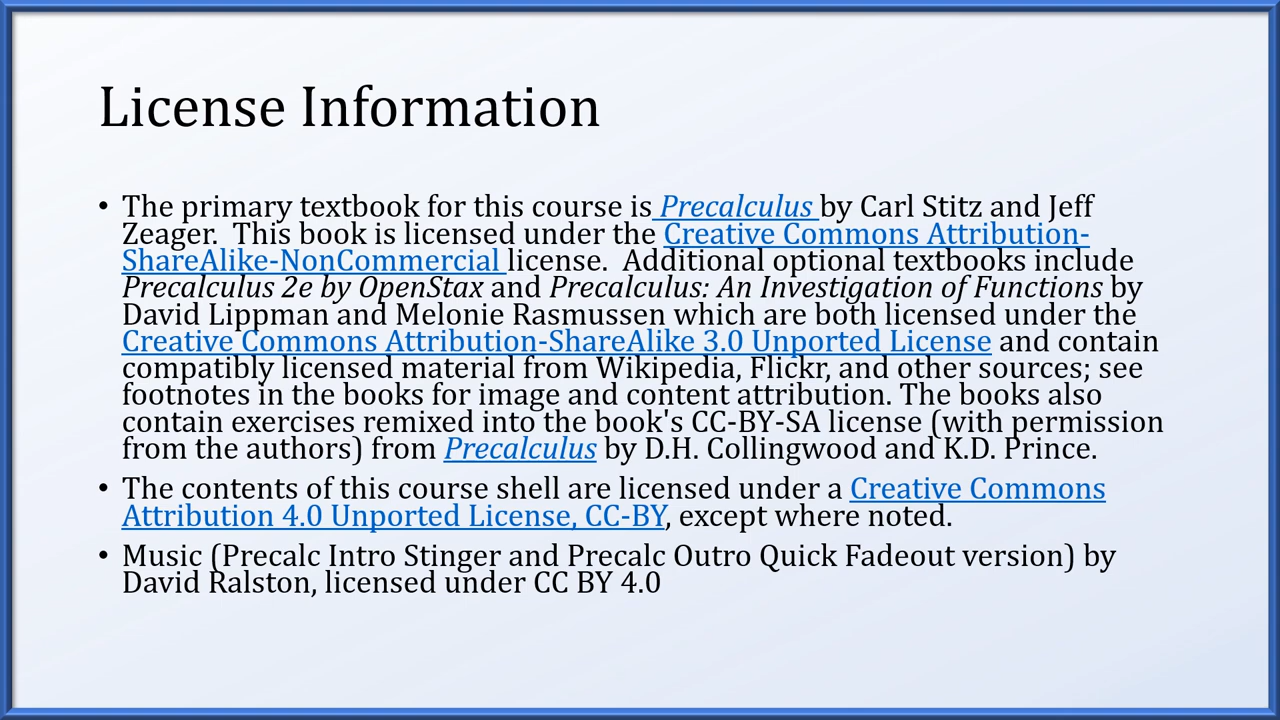 License Information
• The primary textbook for this course is Precalculus by Carl Stitz and Jeff
Zeager.  This book is licensed under the Creative Commons Attribution-
ShareAlike-NonCommercial license.  Additional optional textbooks include
Precalculus 2e by OpenStax and Precalculus: An Investigation of Functions by
David Lippman and Melonie Rasmussen which are both licensed under the
Creative Commons Attribution-ShareAlike 3.0 Unported License and contain
compatibly licensed material from Wikipedia, Flickr, and other sources; see
footnotes in the books for image and content attribution. The books also
contain exercises remixed into the book's CC-BY-SA license (with permission
from the authors) from Precalculus by D.H. Collingwood and K.D. Prince.
• The contents of this course shell are licensed under a Creative Commons
Attribution 4.0 Unported License, CC-BY, except where noted.
• Music (Precalc Intro Stinger and Precalc Outro Quick Fadeout version) by
David Ralston, licensed under CC BY 4.0